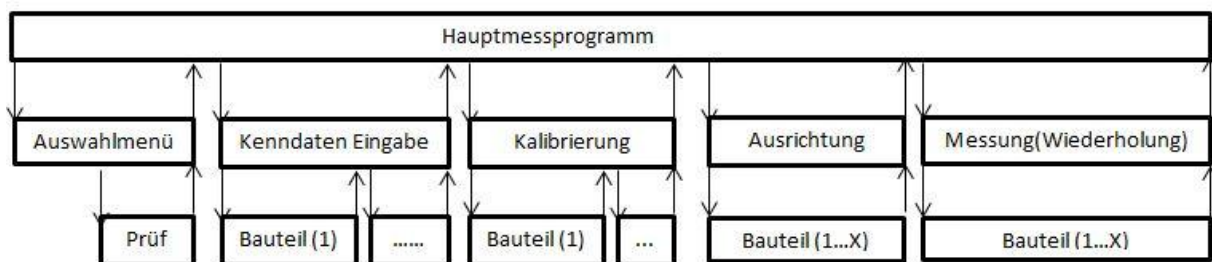 Hauptmessprogramm
Auswahlmenü Kenndaten Eingabe Kalibrierung Ausrichtung Messung(Wiederholung)
Prüf Bauteil (1) ...... Bauteil (1) ... Bauteil (1...X) Bauteil (1...X)